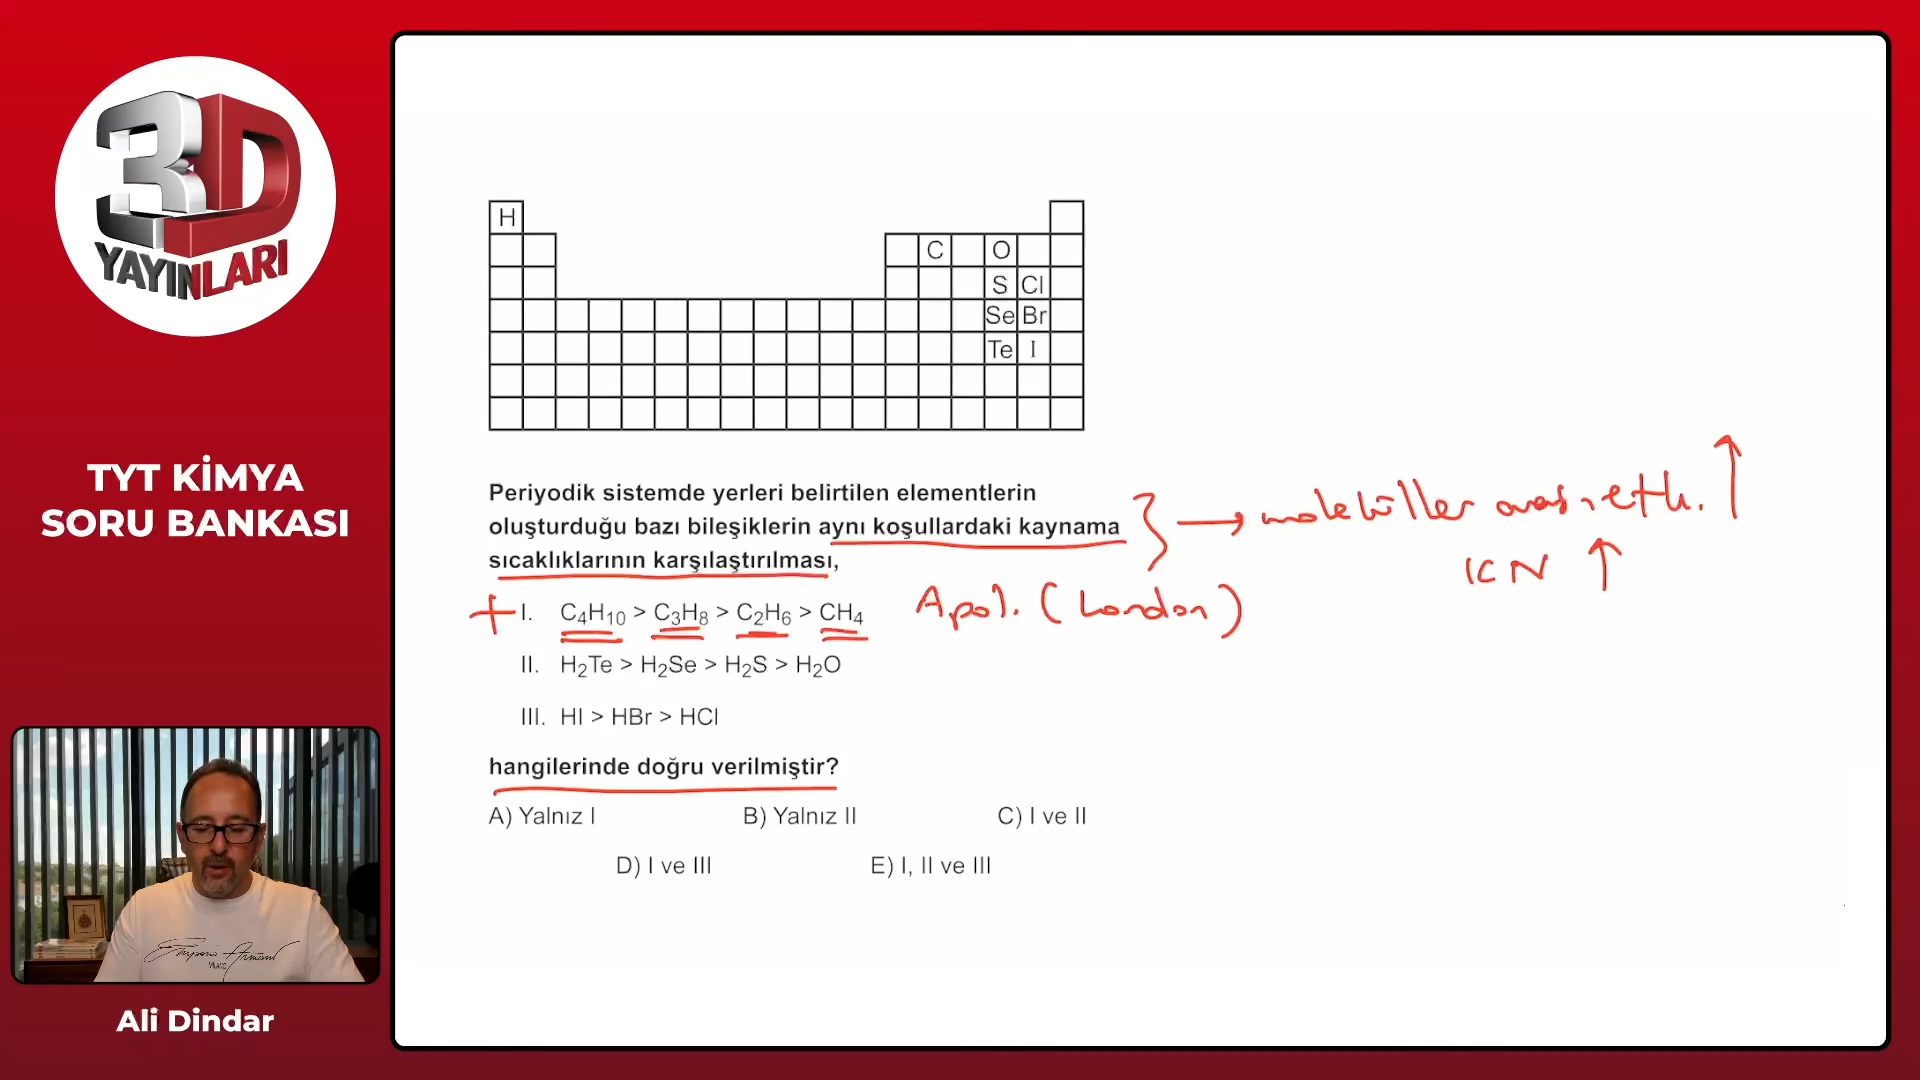 3D
YAYINLARI
TYT KİMYA
SORU BANKASI
Ali Dindar
H
C O
S Cl
Se Br
Te I
Periyodik sistemde yerleri belirtilen elementlerin
oluşturduğu bazı bileşiklerin aynı koşullardaki kaynama
sıcaklıklarının karşılaştırılması,
→ moleküller arası etk. ↑
KN ↑
+ I. C₄H₁₀ > C₃H₈ > C₂H₆ > CH₄ Apol. (London)
II. H₂Te > H₂Se > H₂S > H₂O
III. HI > HBr > HCl
hangilerinde doğru verilmiştir?
A) Yalnız I B) Yalnız II C) I ve II
D) I ve III E) I, II ve III